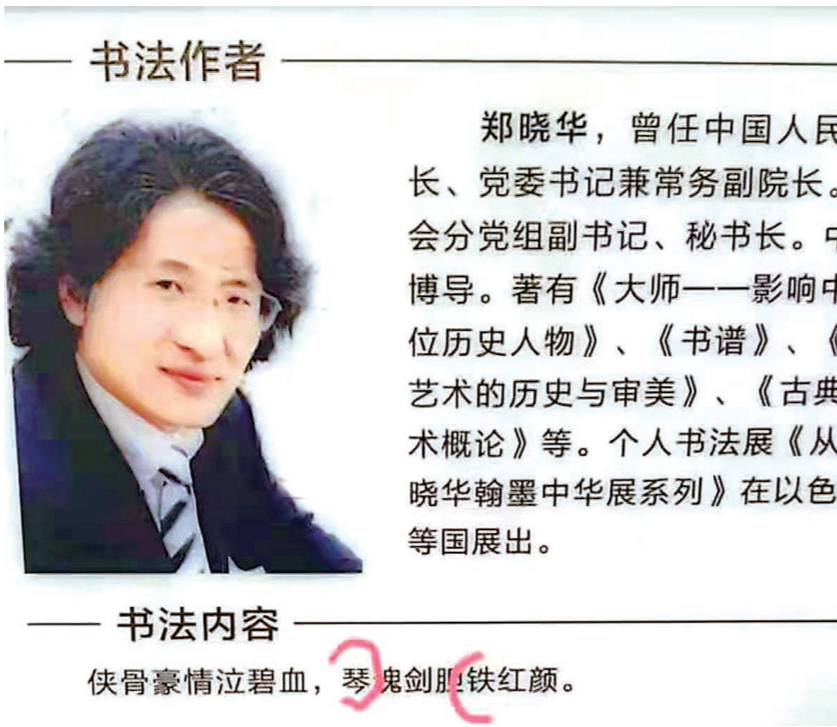 书法作者
郑晓华，曾任中国人民
长、党委书记兼常务副院长。
会分党组副书记、秘书长。中
博导。著有《大师——影响中
位历史人物》、《书谱》、《
艺术的历史与审美》、《古典
术概论》等。个人书法展《从
晓华翰墨中华展系列》在以色
等国展出。
书法内容
侠骨豪情泣碧血，琴魂剑胆铁红颜。